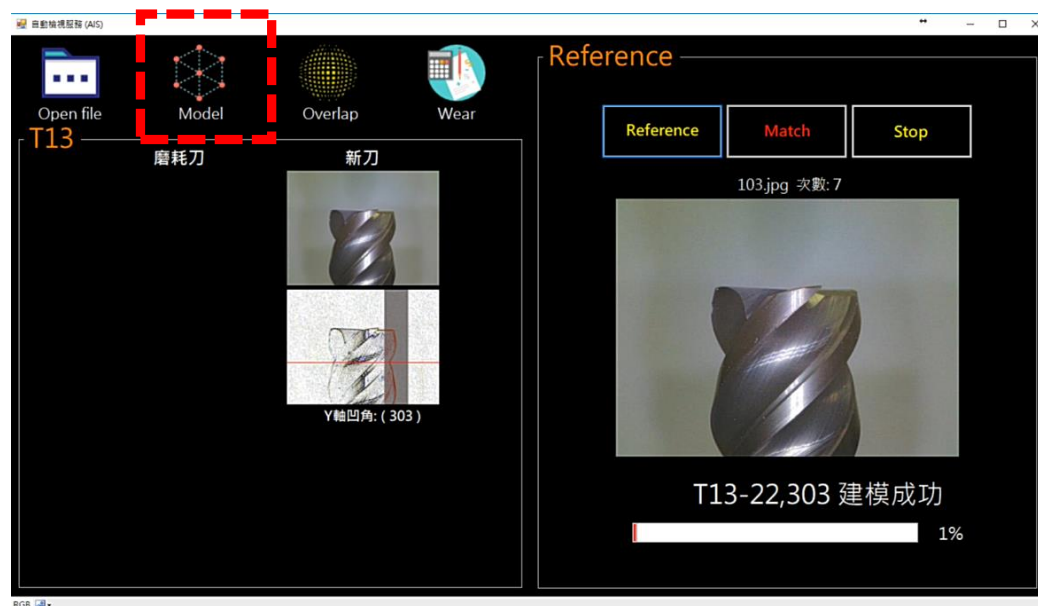 自動檢視服務 (AIS)
Open file
Model
Overlap
Wear
T13
磨耗刀
新刀
Y軸凹角: ( 303 )
Reference
Reference
Match
Stop
103.jpg 次數: 7
T13-22,303 建模成功
1%
RGB